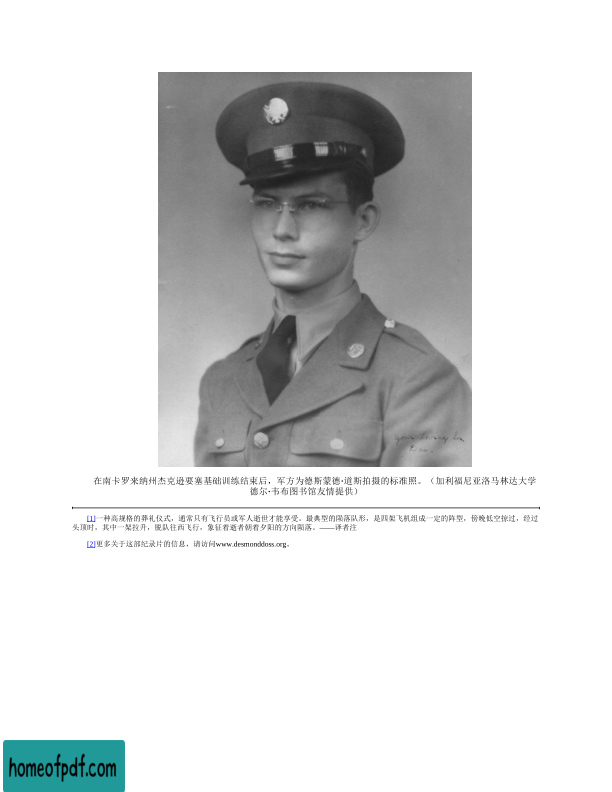 在南卡罗来纳州杰克逊要塞基础训练结束后，军方为德斯蒙德·道斯拍摄的标准照。（加利福尼亚洛马林达大学
德尔·韦布图书馆友情提供）
[1]一种高规格的葬礼仪式，通常只有飞行员或军人逝世才能享受。最典型的陨落队形，是四架飞机组成一定的阵型，傍晚低空掠过，经过
头顶时，其中一架拉升，脱队往西飞行，象征着逝者朝着夕阳的方向陨落。——译者注
[2]更多关于这部纪录片的信息，请访问www.desmonddoss.org。
homeofpdf.com